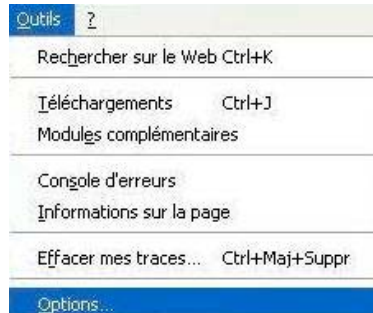 Outils ?
Rechercher sur le Web Ctrl+K
Téléchargements Ctrl+J
Modules complémentaires
Console d'erreurs
Informations sur la page
Effacer mes traces... Ctrl+Maj+Suppr
Options...